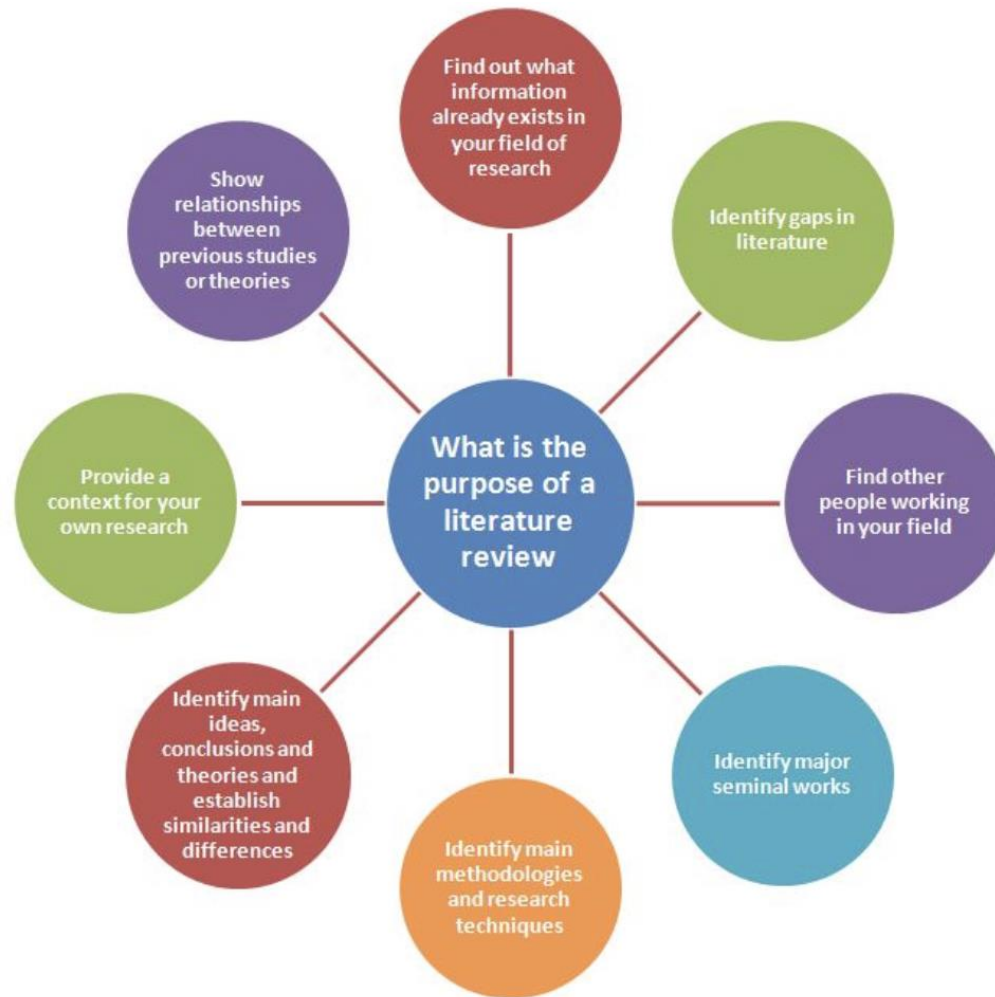 What is the
purpose of a
literature
review
Find out what
information
already exists in
your field of
research
Identify gaps in
literature
Find other
people working
in your field
Identify major
seminal works
Identify main
methodologies
and research
techniques
Identify main
ideas,
conclusions and
theories and
establish
similarities and
differences
Provide a
context for your
own research
Show
relationships
between
previous studies
or theories